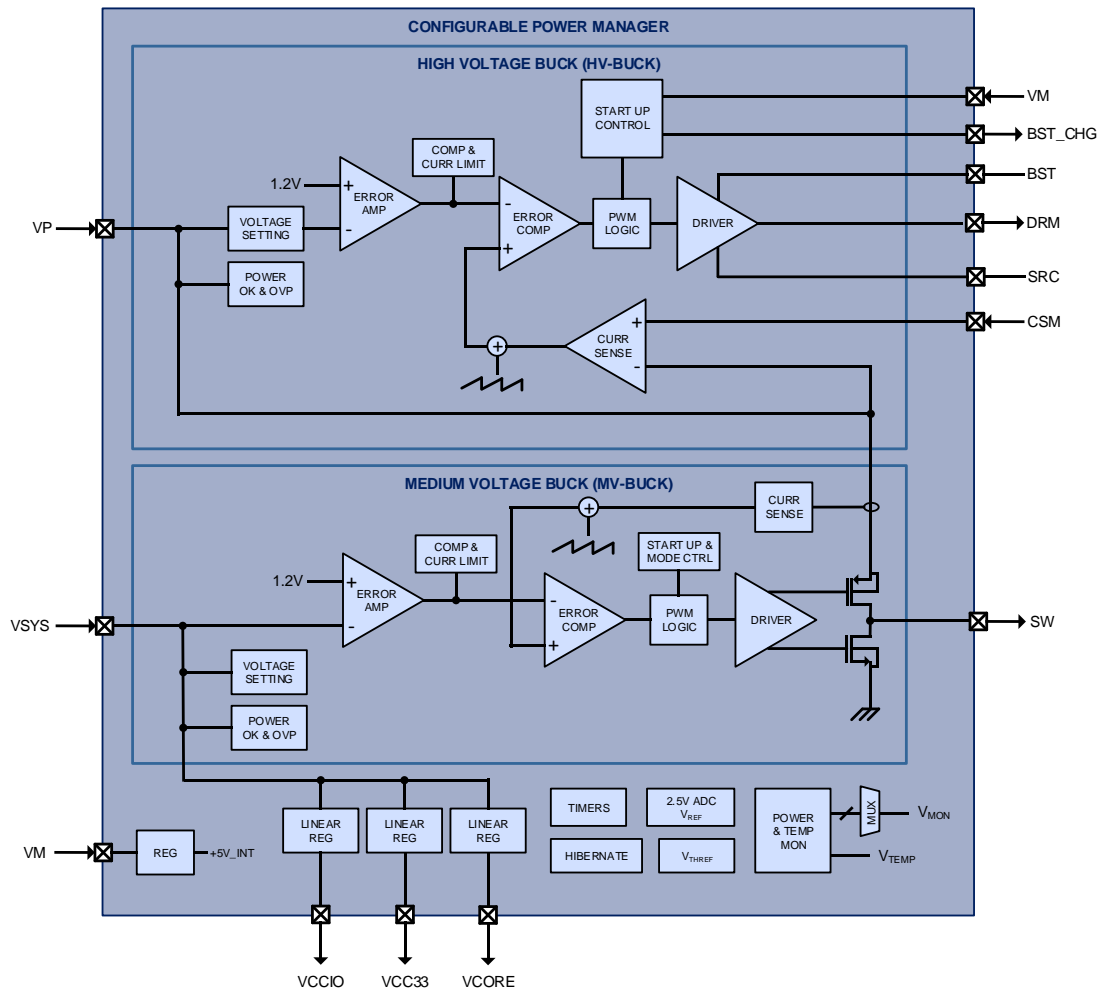 CONFIGURABLE POWER MANAGER
HIGH VOLTAGE BUCK (HV-BUCK)
START UP
CONTROL
VM
BST_CHG
COMP &
CURR LIMIT
1.2V
+
-
ERROR
AMP
-
+
ERROR
COMP
PWM
LOGIC
DRIVER
BST
DRM
SRC
VP
VOLTAGE
SETTING
POWER
OK & OVP
+
CURR
SENSE
+
-
CSM
MEDIUM VOLTAGE BUCK (MV-BUCK)
CURR
SENSE
+
COMP &
CURR LIMIT
START UP &
MODE CTRL
1.2V
+
-
ERROR
AMP
-
+
ERROR
COMP
PWM
LOGIC
DRIVER
SW
VSYS
VOLTAGE
SETTING
POWER
OK & OVP
LINEAR
REG
LINEAR
REG
LINEAR
REG
TIMERS
2.5V ADC
VREF
HIBERNATE
VTHREF
POWER
& TEMP
MON
MUX
VMON
VTEMP
VM
REG
+5V_INT
VCCIO
VCC33
VCORE